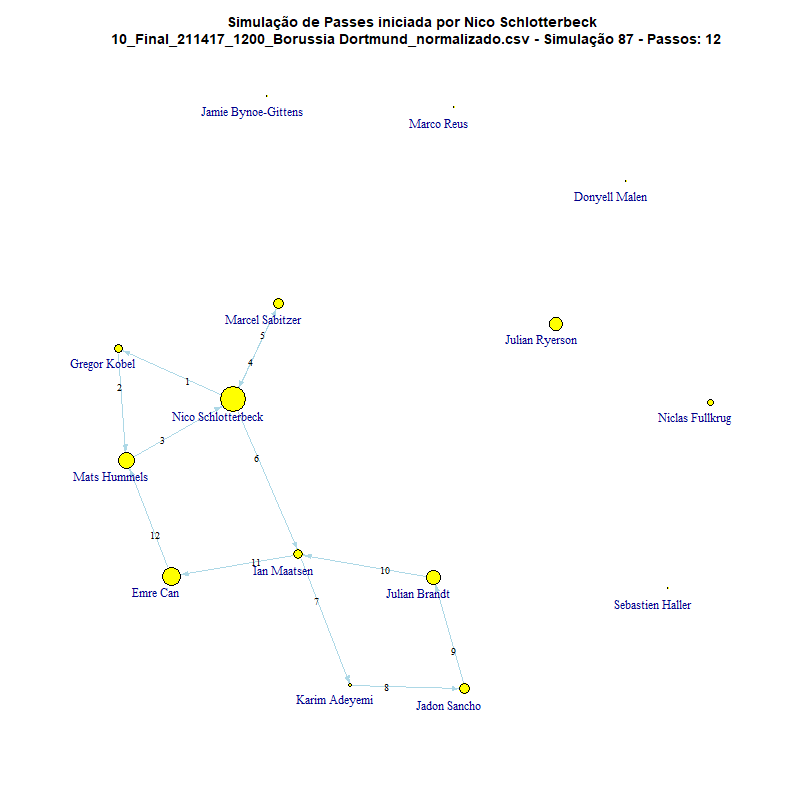 Simulação de Passes iniciada por Nico Schlotterbeck
10_Final_211417_1200_Borussia Dortmund_normalizado.csv - Simulação 87 - Passos: 12
Jamie Bynoe-Gittens
Marco Reus
Donyell Malen
Marcel Sabitzer
5
Julian Ryerson
Gregor Kobel
4
1
2
Nico Schlotterbeck
Niclas Fullkrug
3
6
Mats Hummels
12
11
Ian Maatsen
10
Emre Can
Julian Brandt
7
Sebastien Haller
9
8
Karim Adeyemi
Jadon Sancho